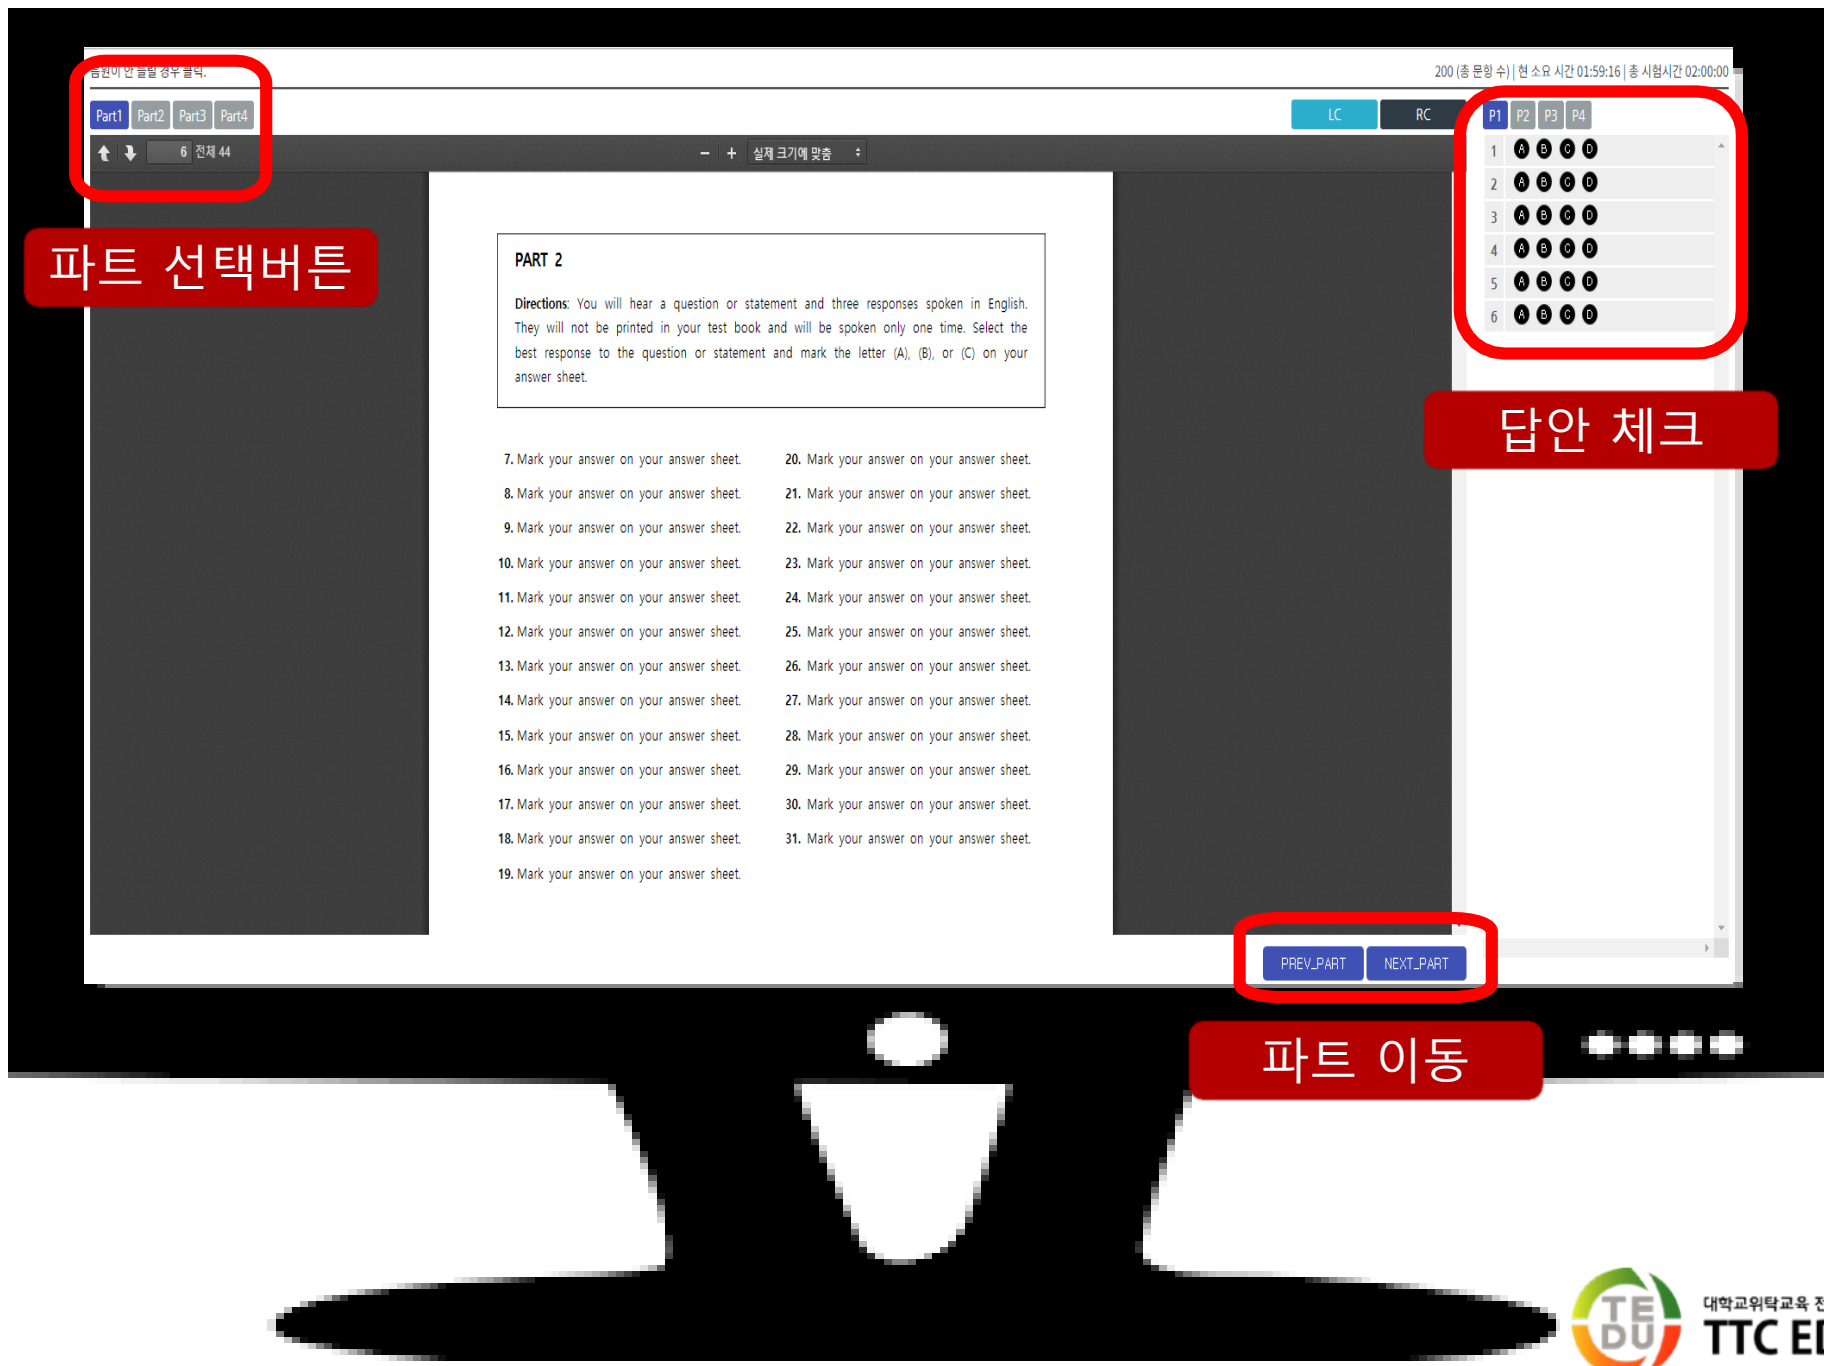 음원이 안 들릴 경우 클릭.
200 (총 문항 수) | 현 소요 시간 01:59:16 | 총 시험시간 02:00:00
Part1 Part2 Part3 Part4
LC RC
P1 P2 P3 P4
6 전체 44
− + 실제 크기에 맞춤
1 A B C D
2 A B C D
3 A B C D
4 A B C D
5 A B C D
6 A B C D
파트 선택버튼
답안 체크
PART 2
Directions: You will hear a question or statement and three responses spoken in English.
They will not be printed in your test book and will be spoken only one time. Select the
best response to the question or statement and mark the letter (A), (B), or (C) on your
answer sheet.
7. Mark your answer on your answer sheet.
8. Mark your answer on your answer sheet.
9. Mark your answer on your answer sheet.
10. Mark your answer on your answer sheet.
11. Mark your answer on your answer sheet.
12. Mark your answer on your answer sheet.
13. Mark your answer on your answer sheet.
14. Mark your answer on your answer sheet.
15. Mark your answer on your answer sheet.
16. Mark your answer on your answer sheet.
17. Mark your answer on your answer sheet.
18. Mark your answer on your answer sheet.
19. Mark your answer on your answer sheet.
20. Mark your answer on your answer sheet.
21. Mark your answer on your answer sheet.
22. Mark your answer on your answer sheet.
23. Mark your answer on your answer sheet.
24. Mark your answer on your answer sheet.
25. Mark your answer on your answer sheet.
26. Mark your answer on your answer sheet.
27. Mark your answer on your answer sheet.
28. Mark your answer on your answer sheet.
29. Mark your answer on your answer sheet.
30. Mark your answer on your answer sheet.
31. Mark your answer on your answer sheet.
PREV_PART NEXT_PART
파트 이동
TE
DU
대학교위탁교육
TTC